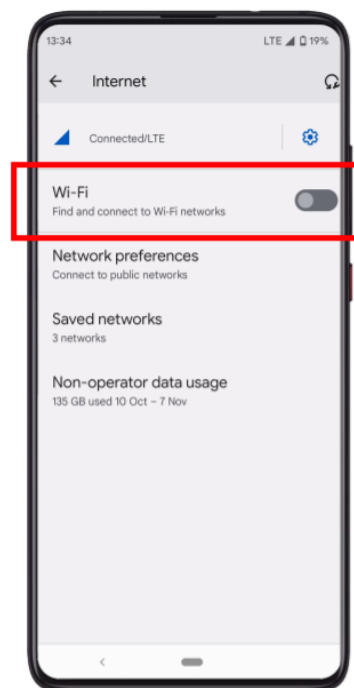 13:34 LTE 19%
Internet
Connected/LTE
Wi-Fi
Find and connect to Wi-Fi networks
Network preferences
Connect to public networks
Saved networks
3 networks
Non-operator data usage
135 GB used 10 Oct – 7 Nov